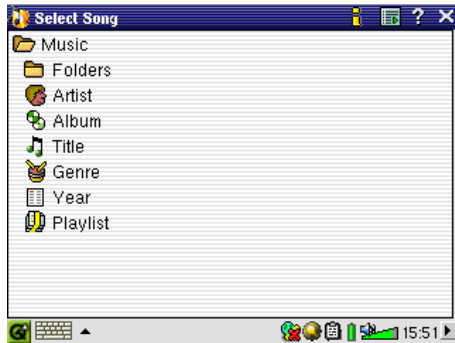 Select Song
Music
Folders
Artist
Album
Title
Genre
Year
Playlist
15:51